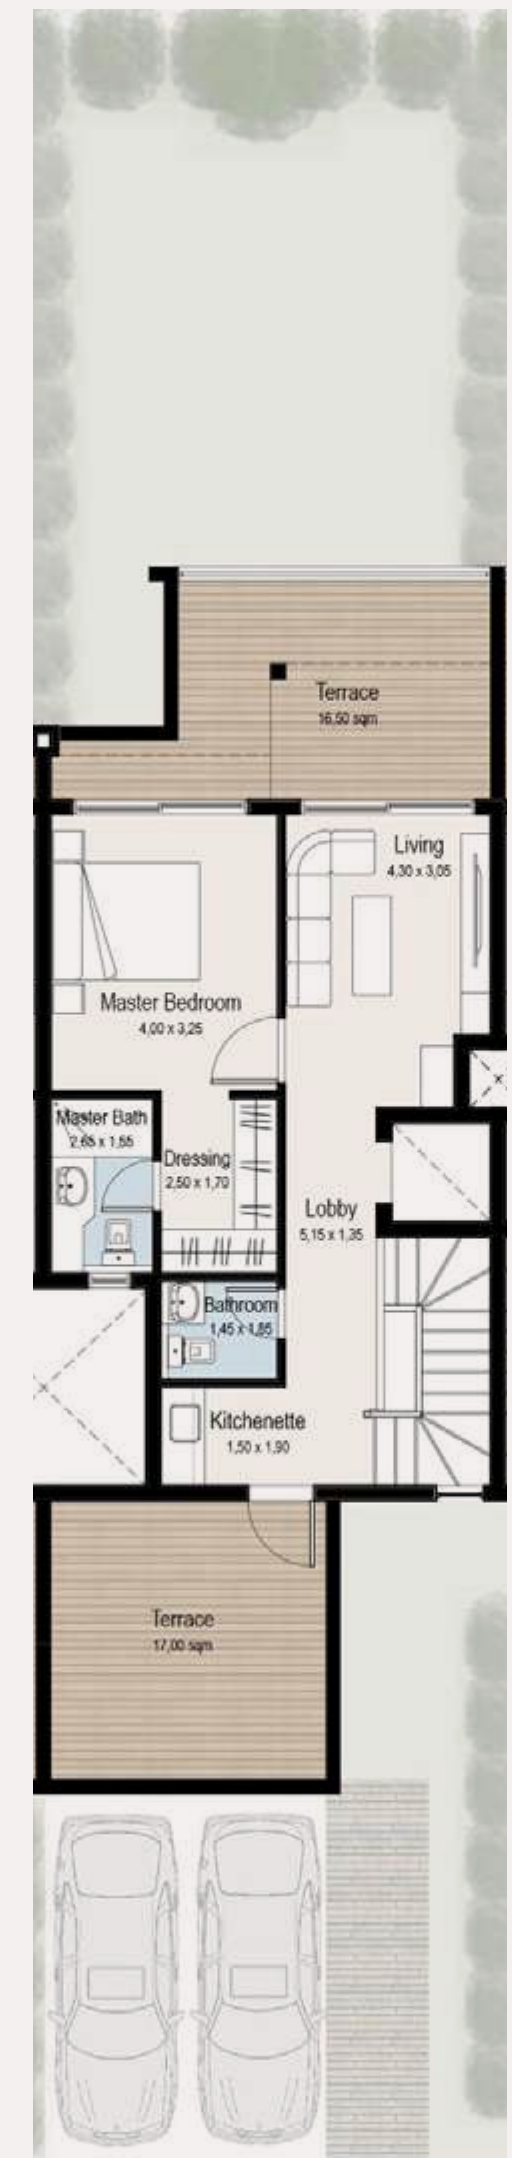 Terrace
16,50 sqm
Living
4,30 x 3,05
Master Bedroom
4,00 x 3,25
Master Bath
2,65 x 1,55
Dressing
2,50 x 1,70
Lobby
5,15 x 1,35
Bathroom
1,45 x 1,85
Kitchenette
1,50 x 1,90
Terrace
17,00 sqm